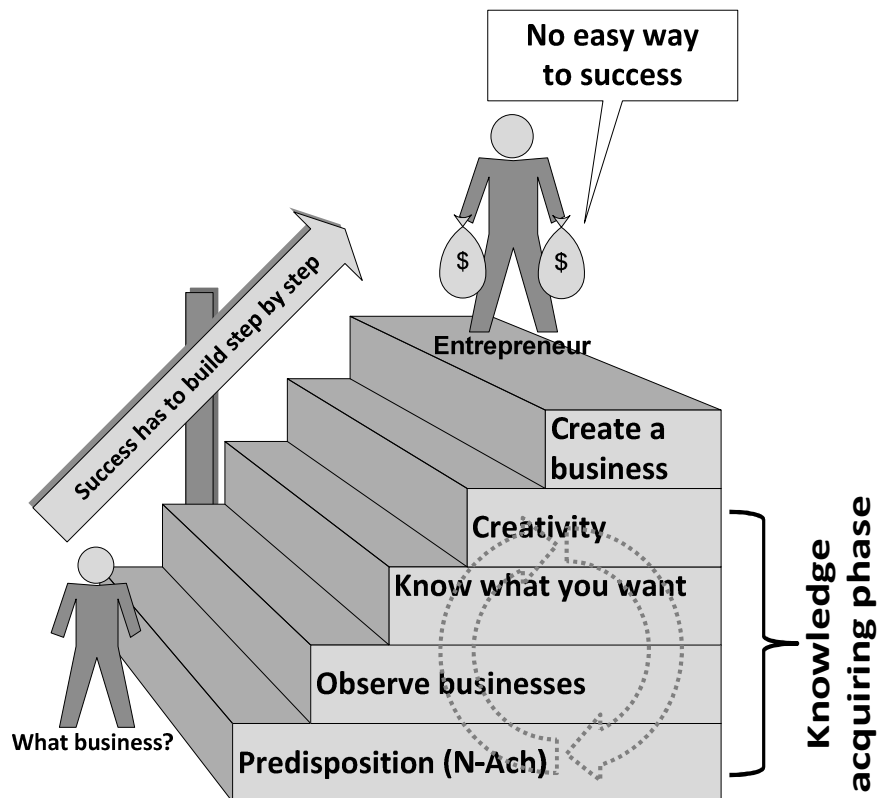 No easy way
to success
Success has to build step by step
$
$
Entrepreneur
Create a
business
Creativity
Know what you want
Observe businesses
Predisposition (N-Ach)
What business?
Knowledge
acquiring phase